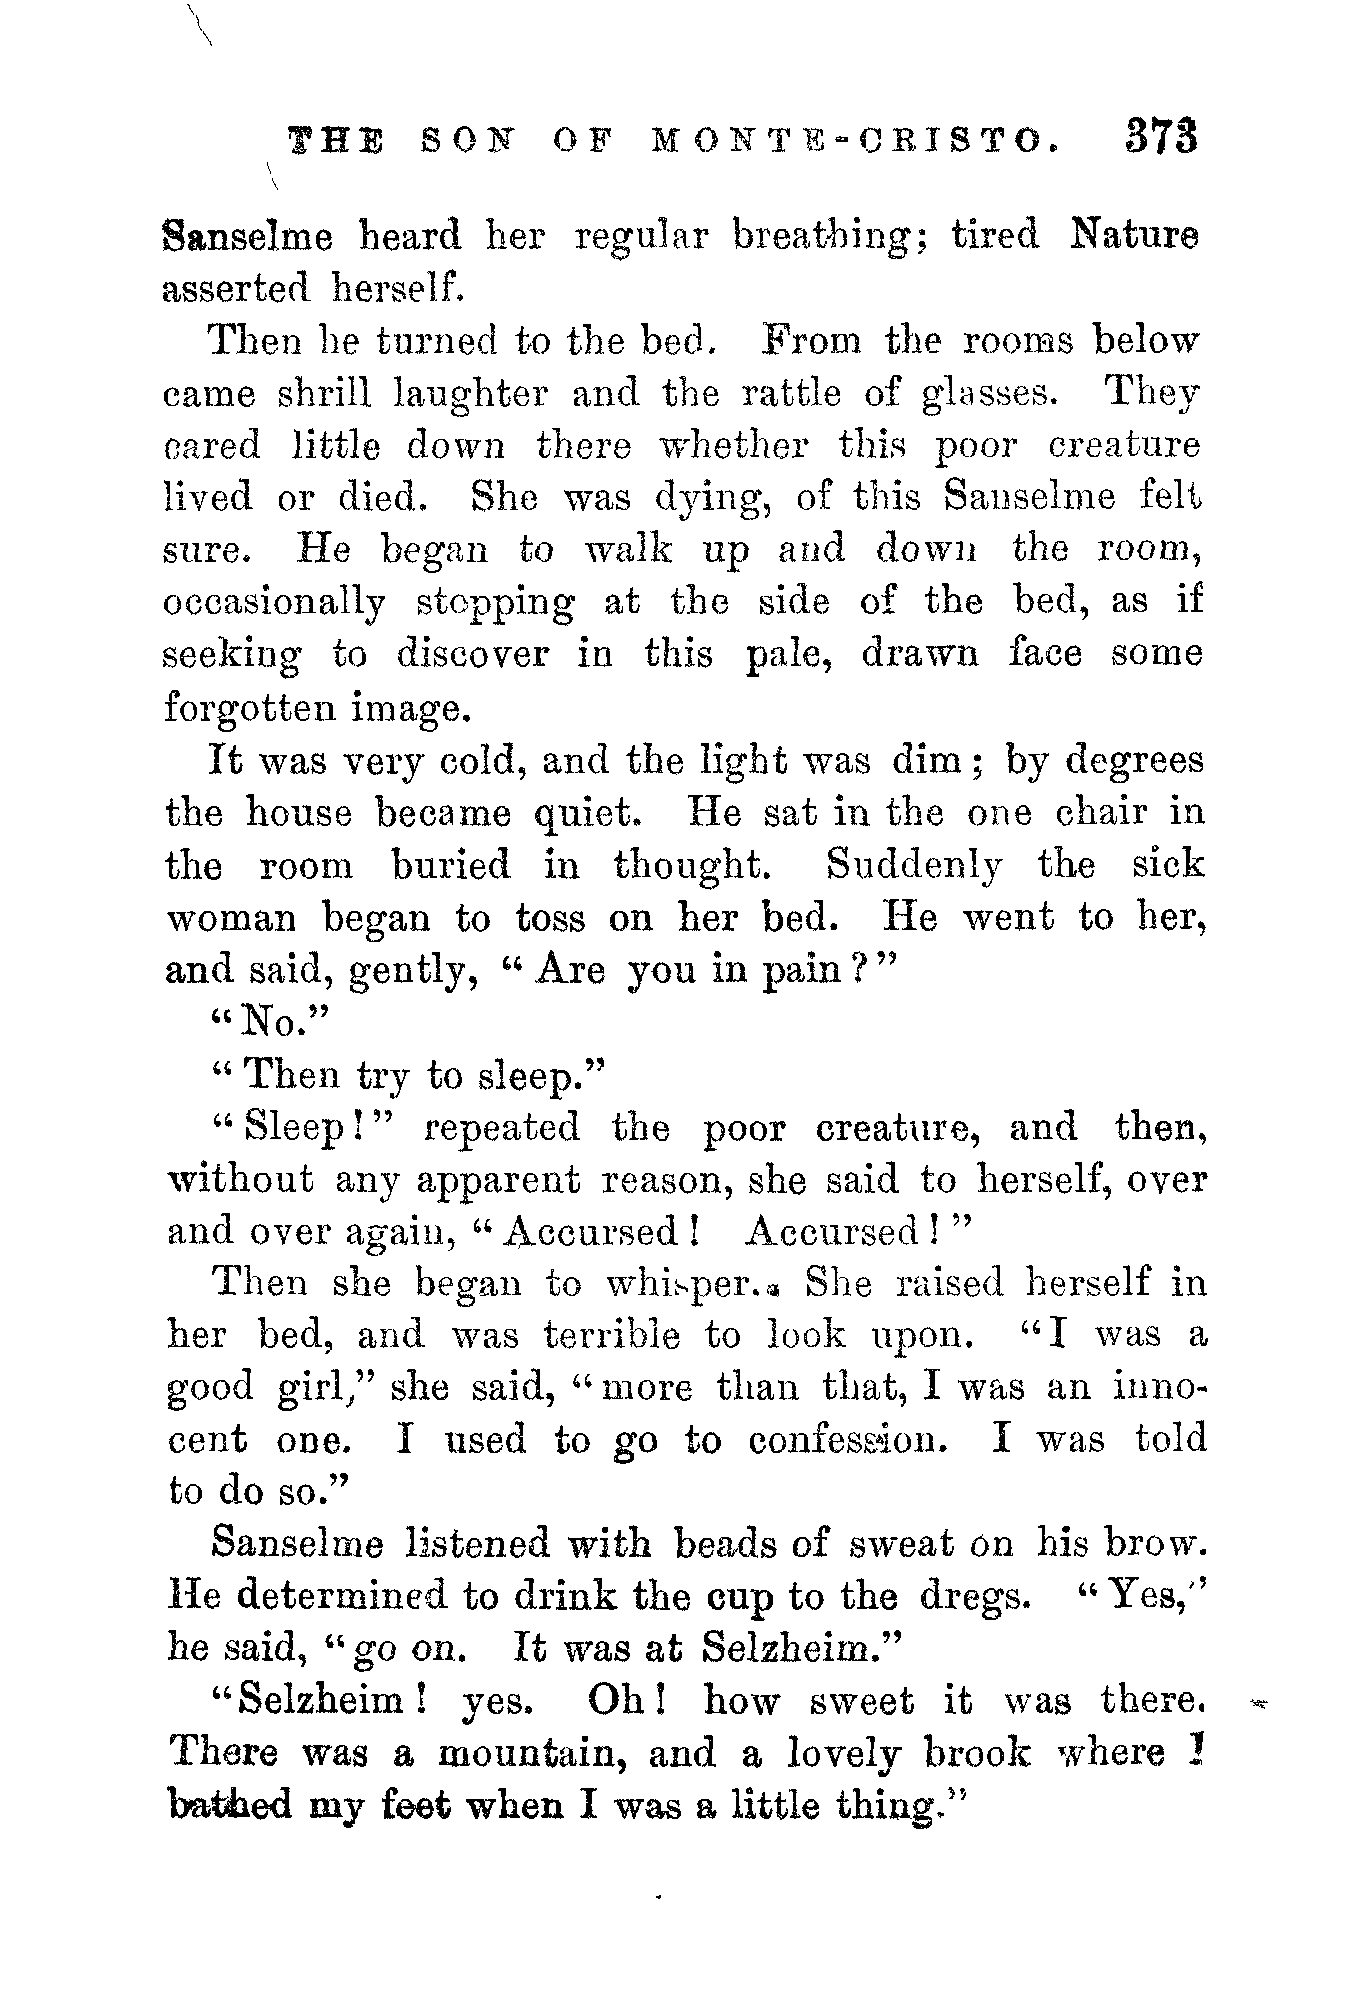 THE SON OF MONTE-CRISTO. 373
Sanselme heard her regular breathing; tired Nature
asserted herself.
Then he turned to the bed. From the rooms below
came shrill laughter and the rattle of glasses. They
cared little down there whether this poor creature
lived or died. She was dying, of this Sanselme felt
sure. He began to walk up and down the room,
occasionally stopping at the side of the bed, as if
seeking to discover in this pale, drawn face some
forgotten image.
It was very cold, and the light was dim; by degrees
the house became quiet. He sat in the one chair in
the room buried in thought. Suddenly the sick
woman began to toss on her bed. He went to her,
and said, gently, "Are you in pain?"
"No."
"Then try to sleep."
"Sleep!" repeated the poor creature, and then,
without any apparent reason, she said to herself, over
and over again, "Accursed! Accursed!"
Then she began to whisper. She raised herself in
her bed, and was terrible to look upon. "I was a
good girl," she said, "more than that, I was an inno-
cent one. I used to go to confession. I was told
to do so."
Sanselme listened with beads of sweat on his brow.
He determined to drink the cup to the dregs. "Yes,"
he said, "go on. It was at Selzheim."
"Selzheim! yes. Oh! how sweet it was there.
There was a mountain, and a lovely brook where I
bathed my feet when I was a little thing."